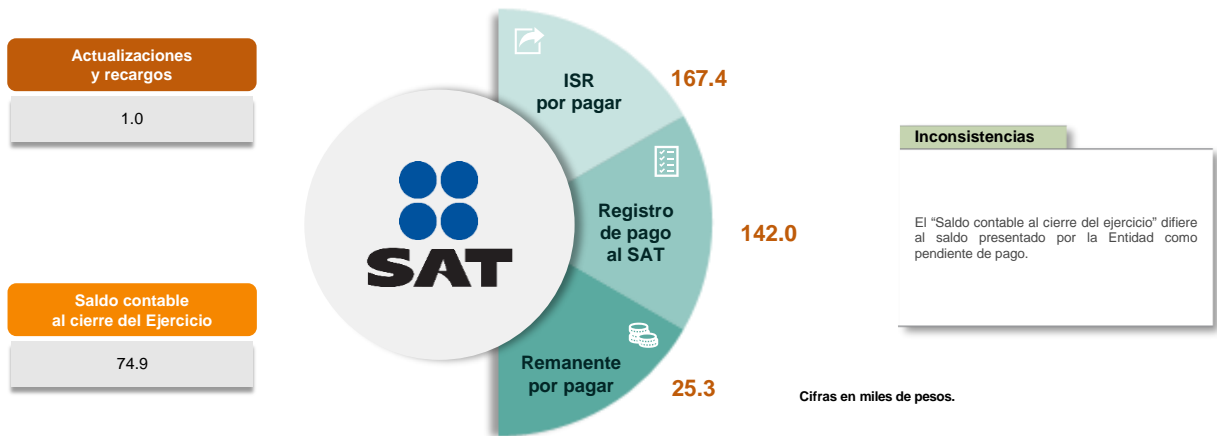 Actualizaciones
y recargos
1.0
Saldo contable
al cierre del Ejercicio
74.9
SAT
ISR
por pagar
167.4
Registro
de pago
al SAT
142.0
Remanente
por pagar
25.3
Inconsistencias
El “Saldo contable al cierre del ejercicio” difiere
al saldo presentado por la Entidad como
pendiente de pago.
Cifras en miles de pesos.